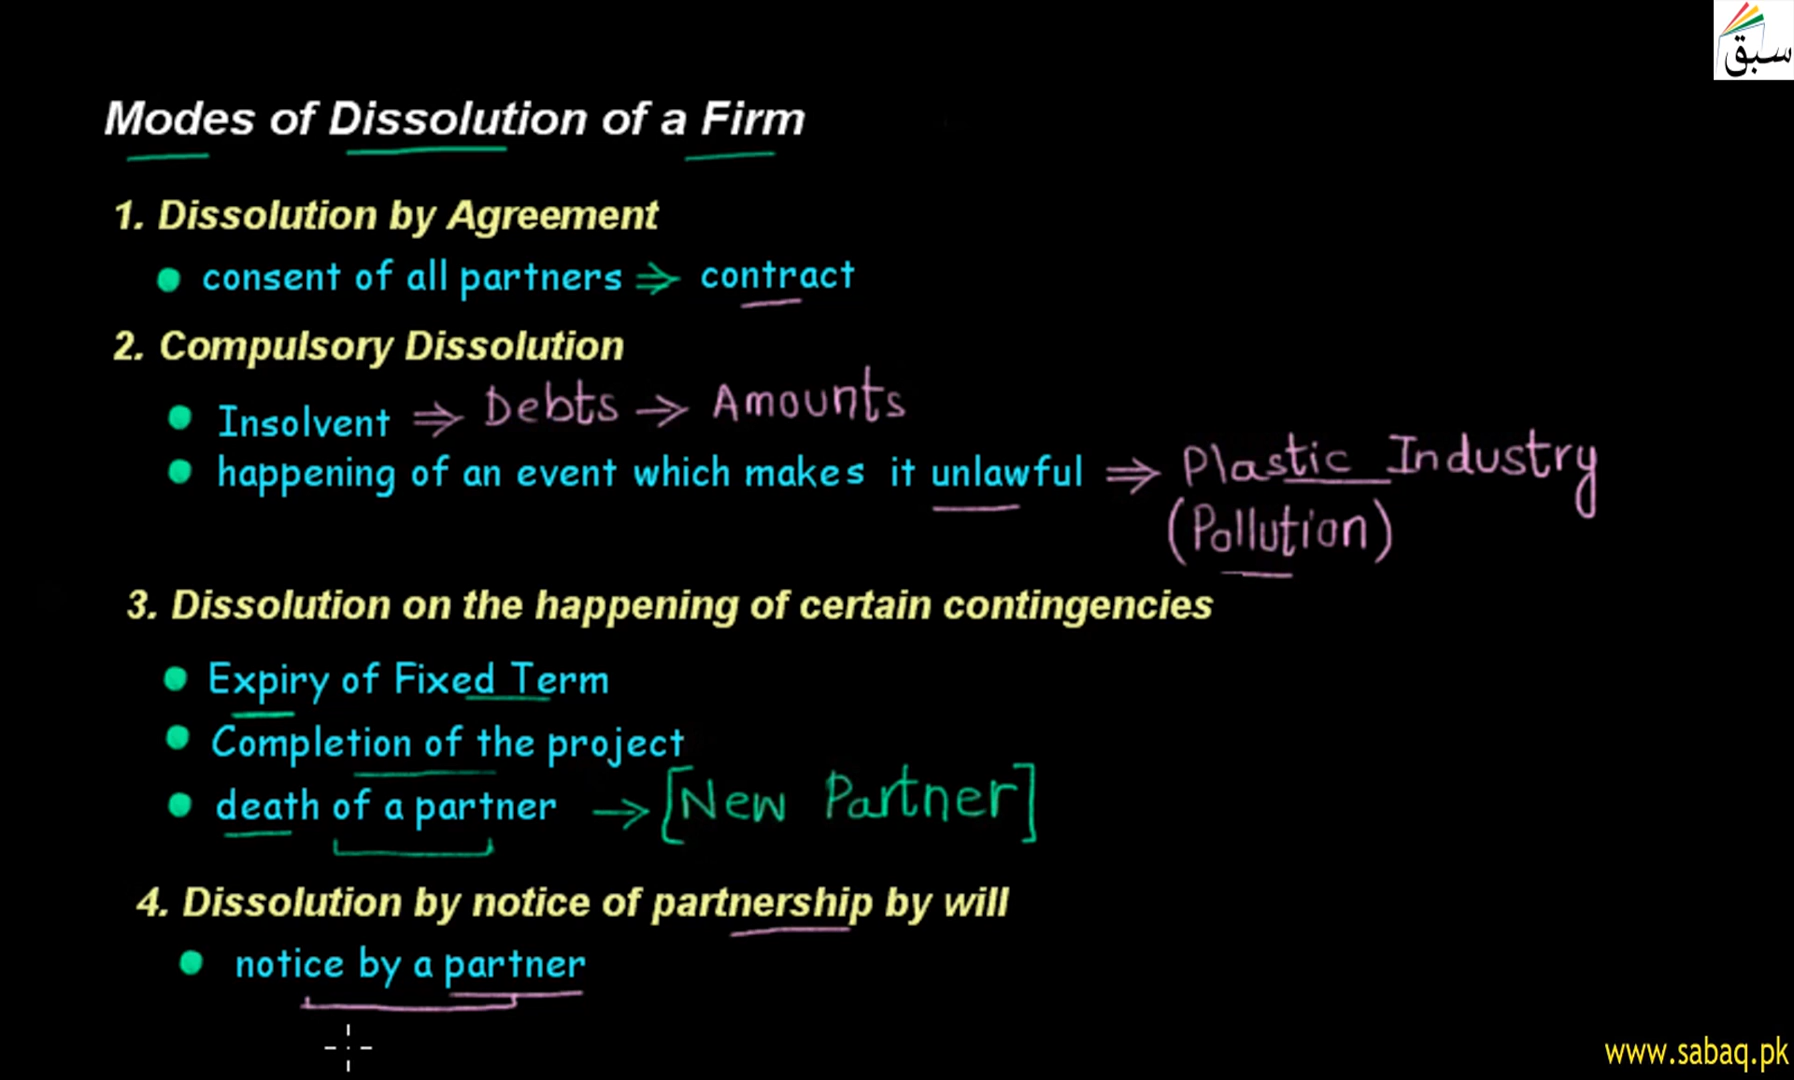 سبق
Modes of Dissolution of a Firm
1. Dissolution by Agreement
consent of all partners ⇒ contract
2. Compulsory Dissolution
Insolvent ⇒ Debts → Amounts
happening of an event which makes it unlawful ⇒ Plastic Industry
(Pollution)
3. Dissolution on the happening of certain contingencies
Expiry of Fixed Term
Completion of the project
death of a partner → [New Partner]
4. Dissolution by notice of partnership by will
notice by a partner
www.sabaq.pk